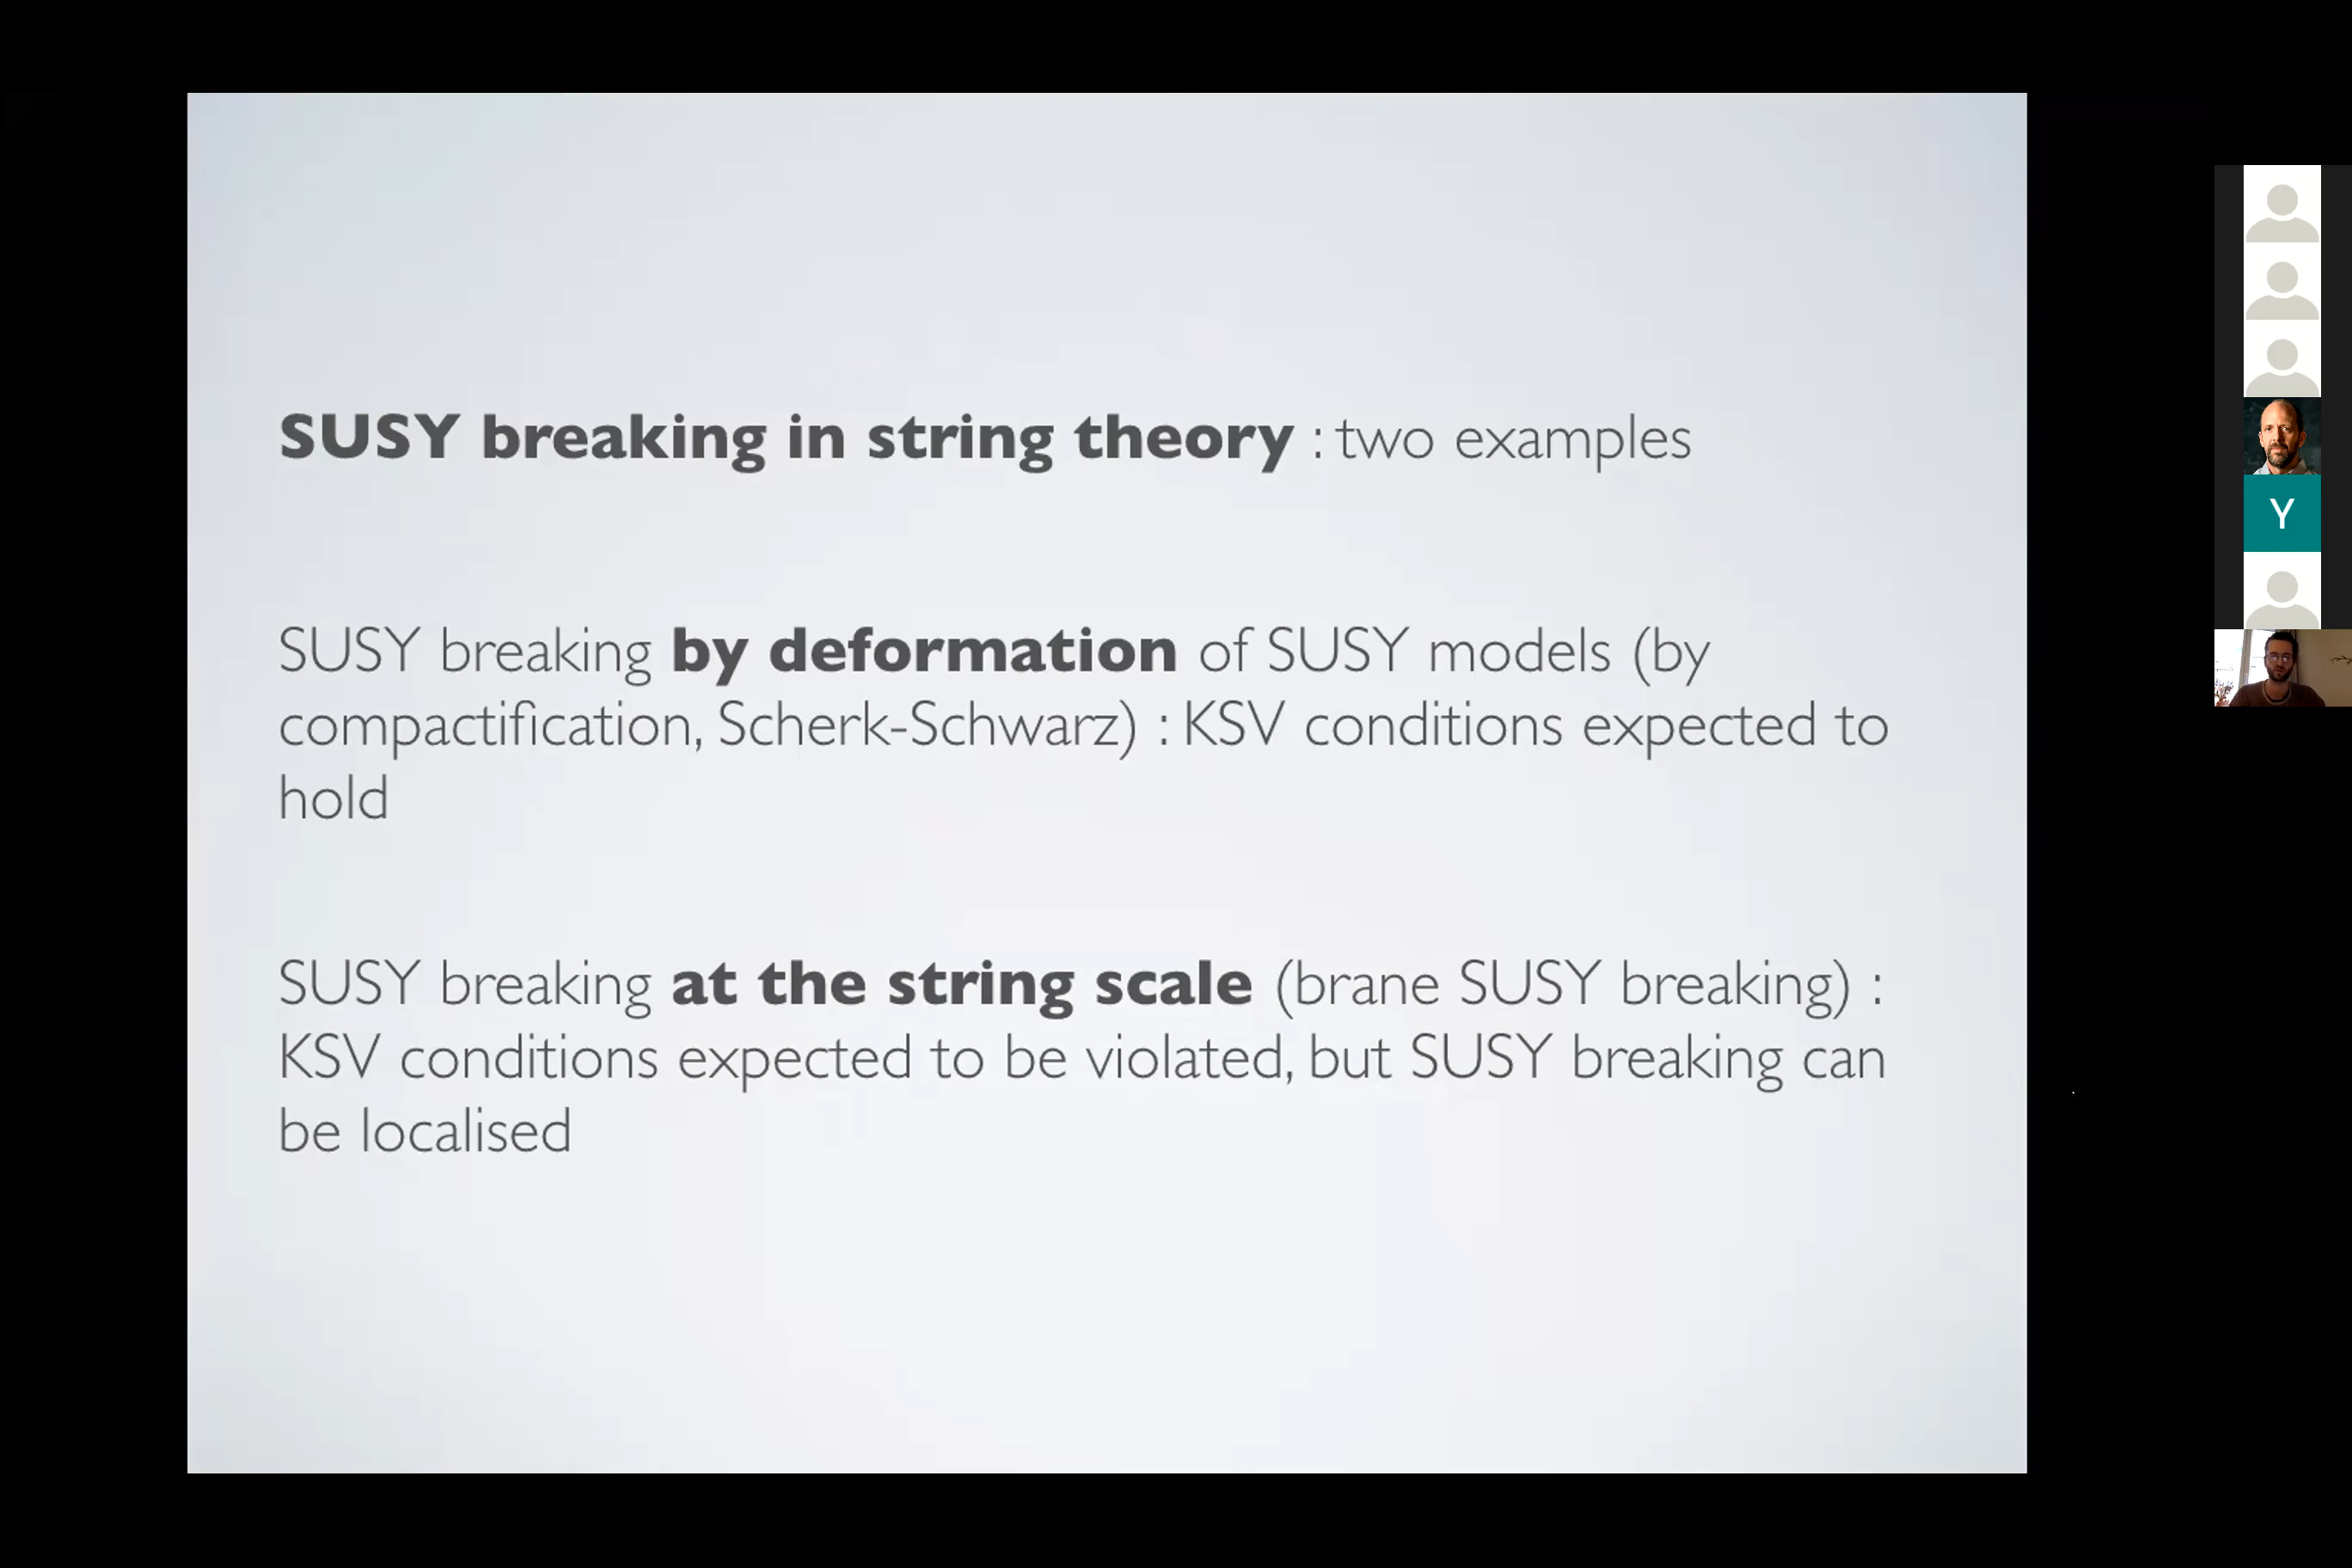 SUSY breaking in string theory : two examples
SUSY breaking by deformation of SUSY models (by
compactification, Scherk-Schwarz) : KSV conditions expected to
hold
SUSY breaking at the string scale (brane SUSY breaking) :
KSV conditions expected to be violated, but SUSY breaking can
be localised
Y